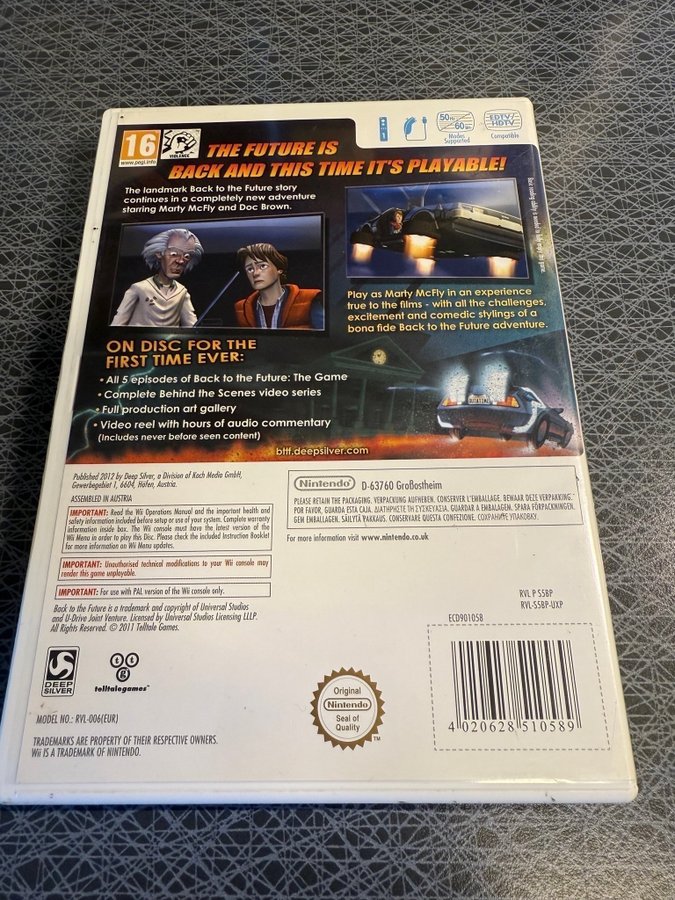 16
www.pegi.info
VIOLENCE
THE FUTURE IS
BACK AND THIS TIME IT'S PLAYABLE!
1
50Hz
60Hz
Modes
Supported
EDTV/
HDTV
Compatible
The landmark Back to the Future story
continues in a completely new adventure
starring Marty McFly and Doc Brown.
Play as Marty McFly in an experience
true to the films - with all the challenges,
excitement and comedic stylings of a
bona fide Back to the Future adventure.
ON DISC FOR THE
FIRST TIME EVER:
• All 5 episodes of Back to the Future: The Game
• Complete Behind the Scenes video series
• Full production art gallery
• Video reel with hours of audio commentary
(Includes never before seen content)
bttf.deepsilver.com
Published 2012 by Deep Silver, a Division of Koch Media GmbH,
Gewerbegebiet 1, 6604, Höfen, Austria.
ASSEMBLED IN AUSTRIA
IMPORTANT: Read the Wii Operations Manual and the important health and
safety information included before setup or use of your system. Complete warranty
information inside box. The Wii console must have the latest version of the
Wii Menu in order to play this Disc. Please check the included Instruction Booklet
for more information on Wii Menu updates.
IMPORTANT: Unauthorised technical modifications to your Wii console may
render this game unplayable.
IMPORTANT: For use with PAL version of the Wii console only.
Back to the Future is a trademark and copyright of Universal Studios
and U-Drive Joint Venture. Licensed by Universal Studios Licensing LLLP.
All Rights Reserved. © 2011 Telltale Games.
Nintendo D-63760 Großostheim
PLEASE RETAIN THE PACKAGING. VERPACKUNG AUFHEBEN. CONSERVER L'EMBALLAGE. BEWAAR DEZE VERPAKKING.
POR FAVOR, GUARDA ESTA CAJA. ΔΙΑΤΗΡΗΣΤΕ ΤΗ ΣΥΣΚΕΥΑΣΙΑ. GUARDAR A EMBALAGEM. SPARA FÖRPACKNINGEN.
GEM EMBALLAGEN. SÄILYTÄ PAKKAUS. CONSERVARE QUESTA CONFEZIONE. СОХРАНИТЕ УПАКОВКУ.
For more information visit www.nintendo.co.uk
RVL P SSBP
RVL-SSBP-UXP
ECD901058
4 020628 510589
DEEP
SILVER
ttg
telltalegames™
Original
Nintendo
Seal of
Quality
TM
MODEL NO.: RVL-006(EUR)
TRADEMARKS ARE PROPERTY OF THEIR RESPECTIVE OWNERS.
Wii IS A TRADEMARK OF NINTENDO.